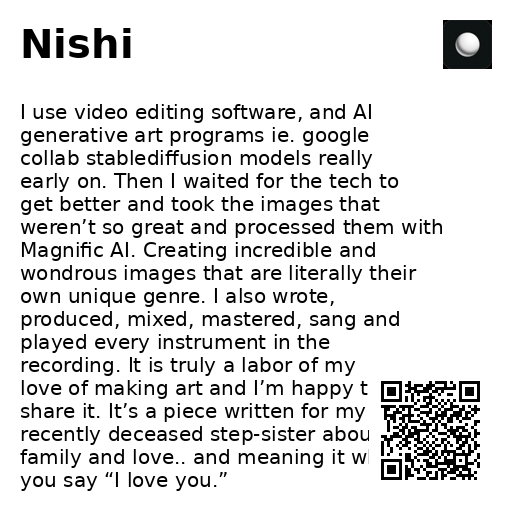 Nishi
I use video editing software, and AI
generative art programs ie. google
collab stablediffusion models really
early on. Then I waited for the tech to
get better and took the images that
weren’t so great and processed them with
Magnific AI. Creating incredible and
wondrous images that are literally their
own unique genre. I also wrote,
produced, mixed, mastered, sang and
played every instrument in the
recording. It is truly a labor of my
love of making art and I’m happy
share it. It’s a piece written for my
recently deceased step-sister
family and love.. and meaning it
you say “I love you.”